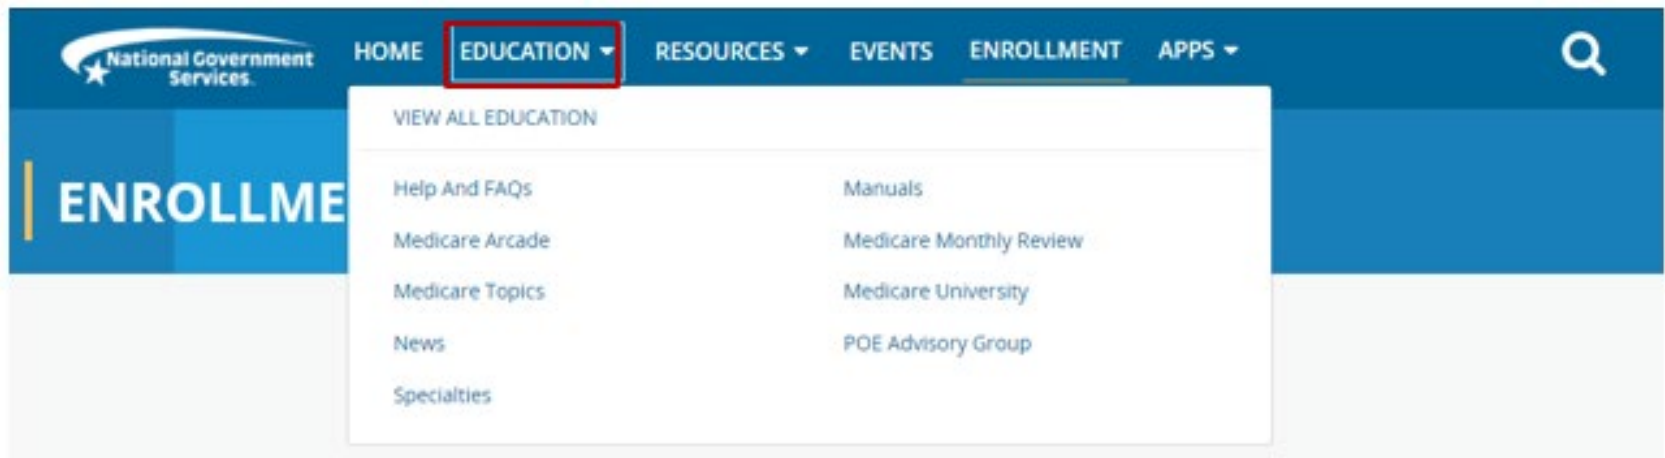 National Government
Services.
HOME EDUCATION RESOURCES EVENTS ENROLLMENT APPS
VIEW ALL EDUCATION
ENROLLME
Help And FAQs
Medicare Arcade
Medicare Topics
News
Specialties
Manuals
Medicare Monthly Review
Medicare University
POE Advisory Group